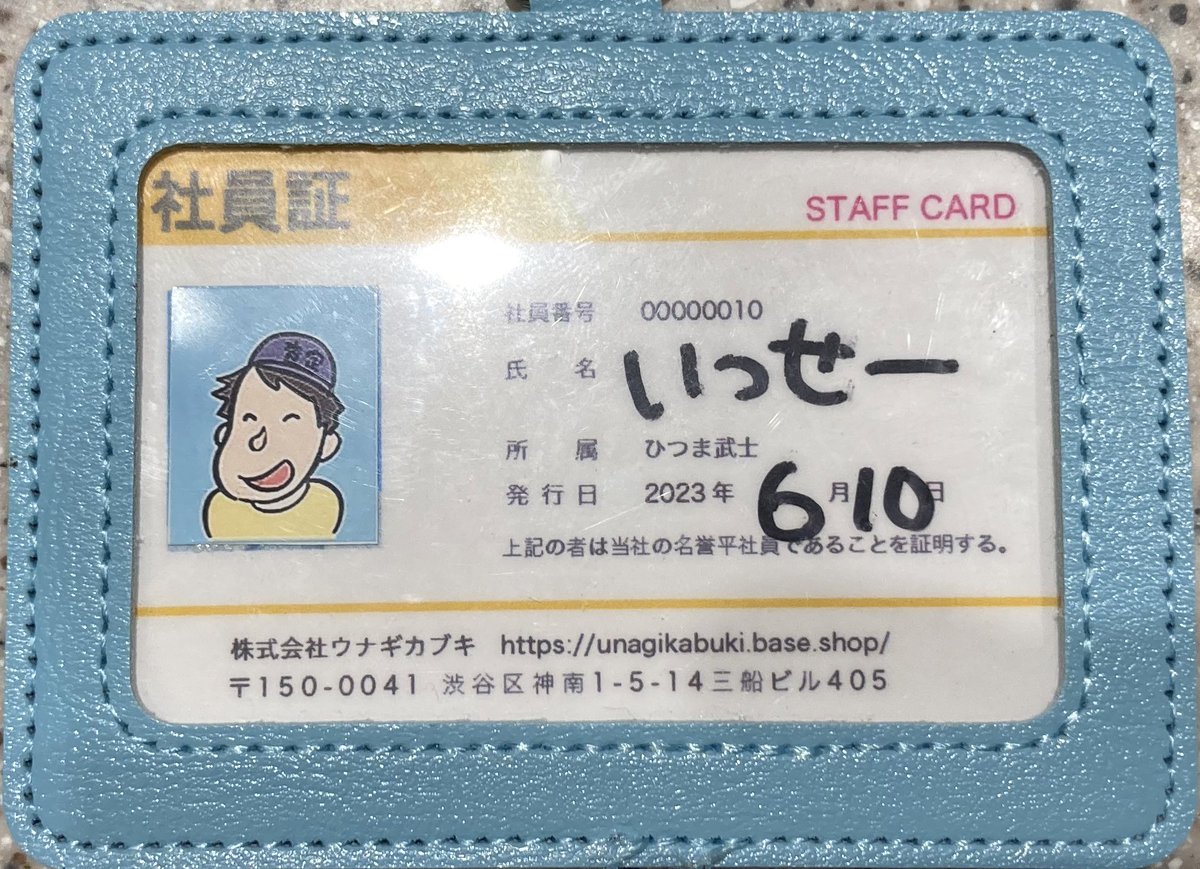 社員証
STAFF CARD
社員番号 00000010
氏名 いっせー
所属 ひつま武士
発行日 2023年 6月10日
上記の者は当社の名誉平社員であることを証明する。
株式会社ウナギカブキ https://unagikabuki.base.shop/
〒150-0041 渋谷区神南1-5-14三船ビル405